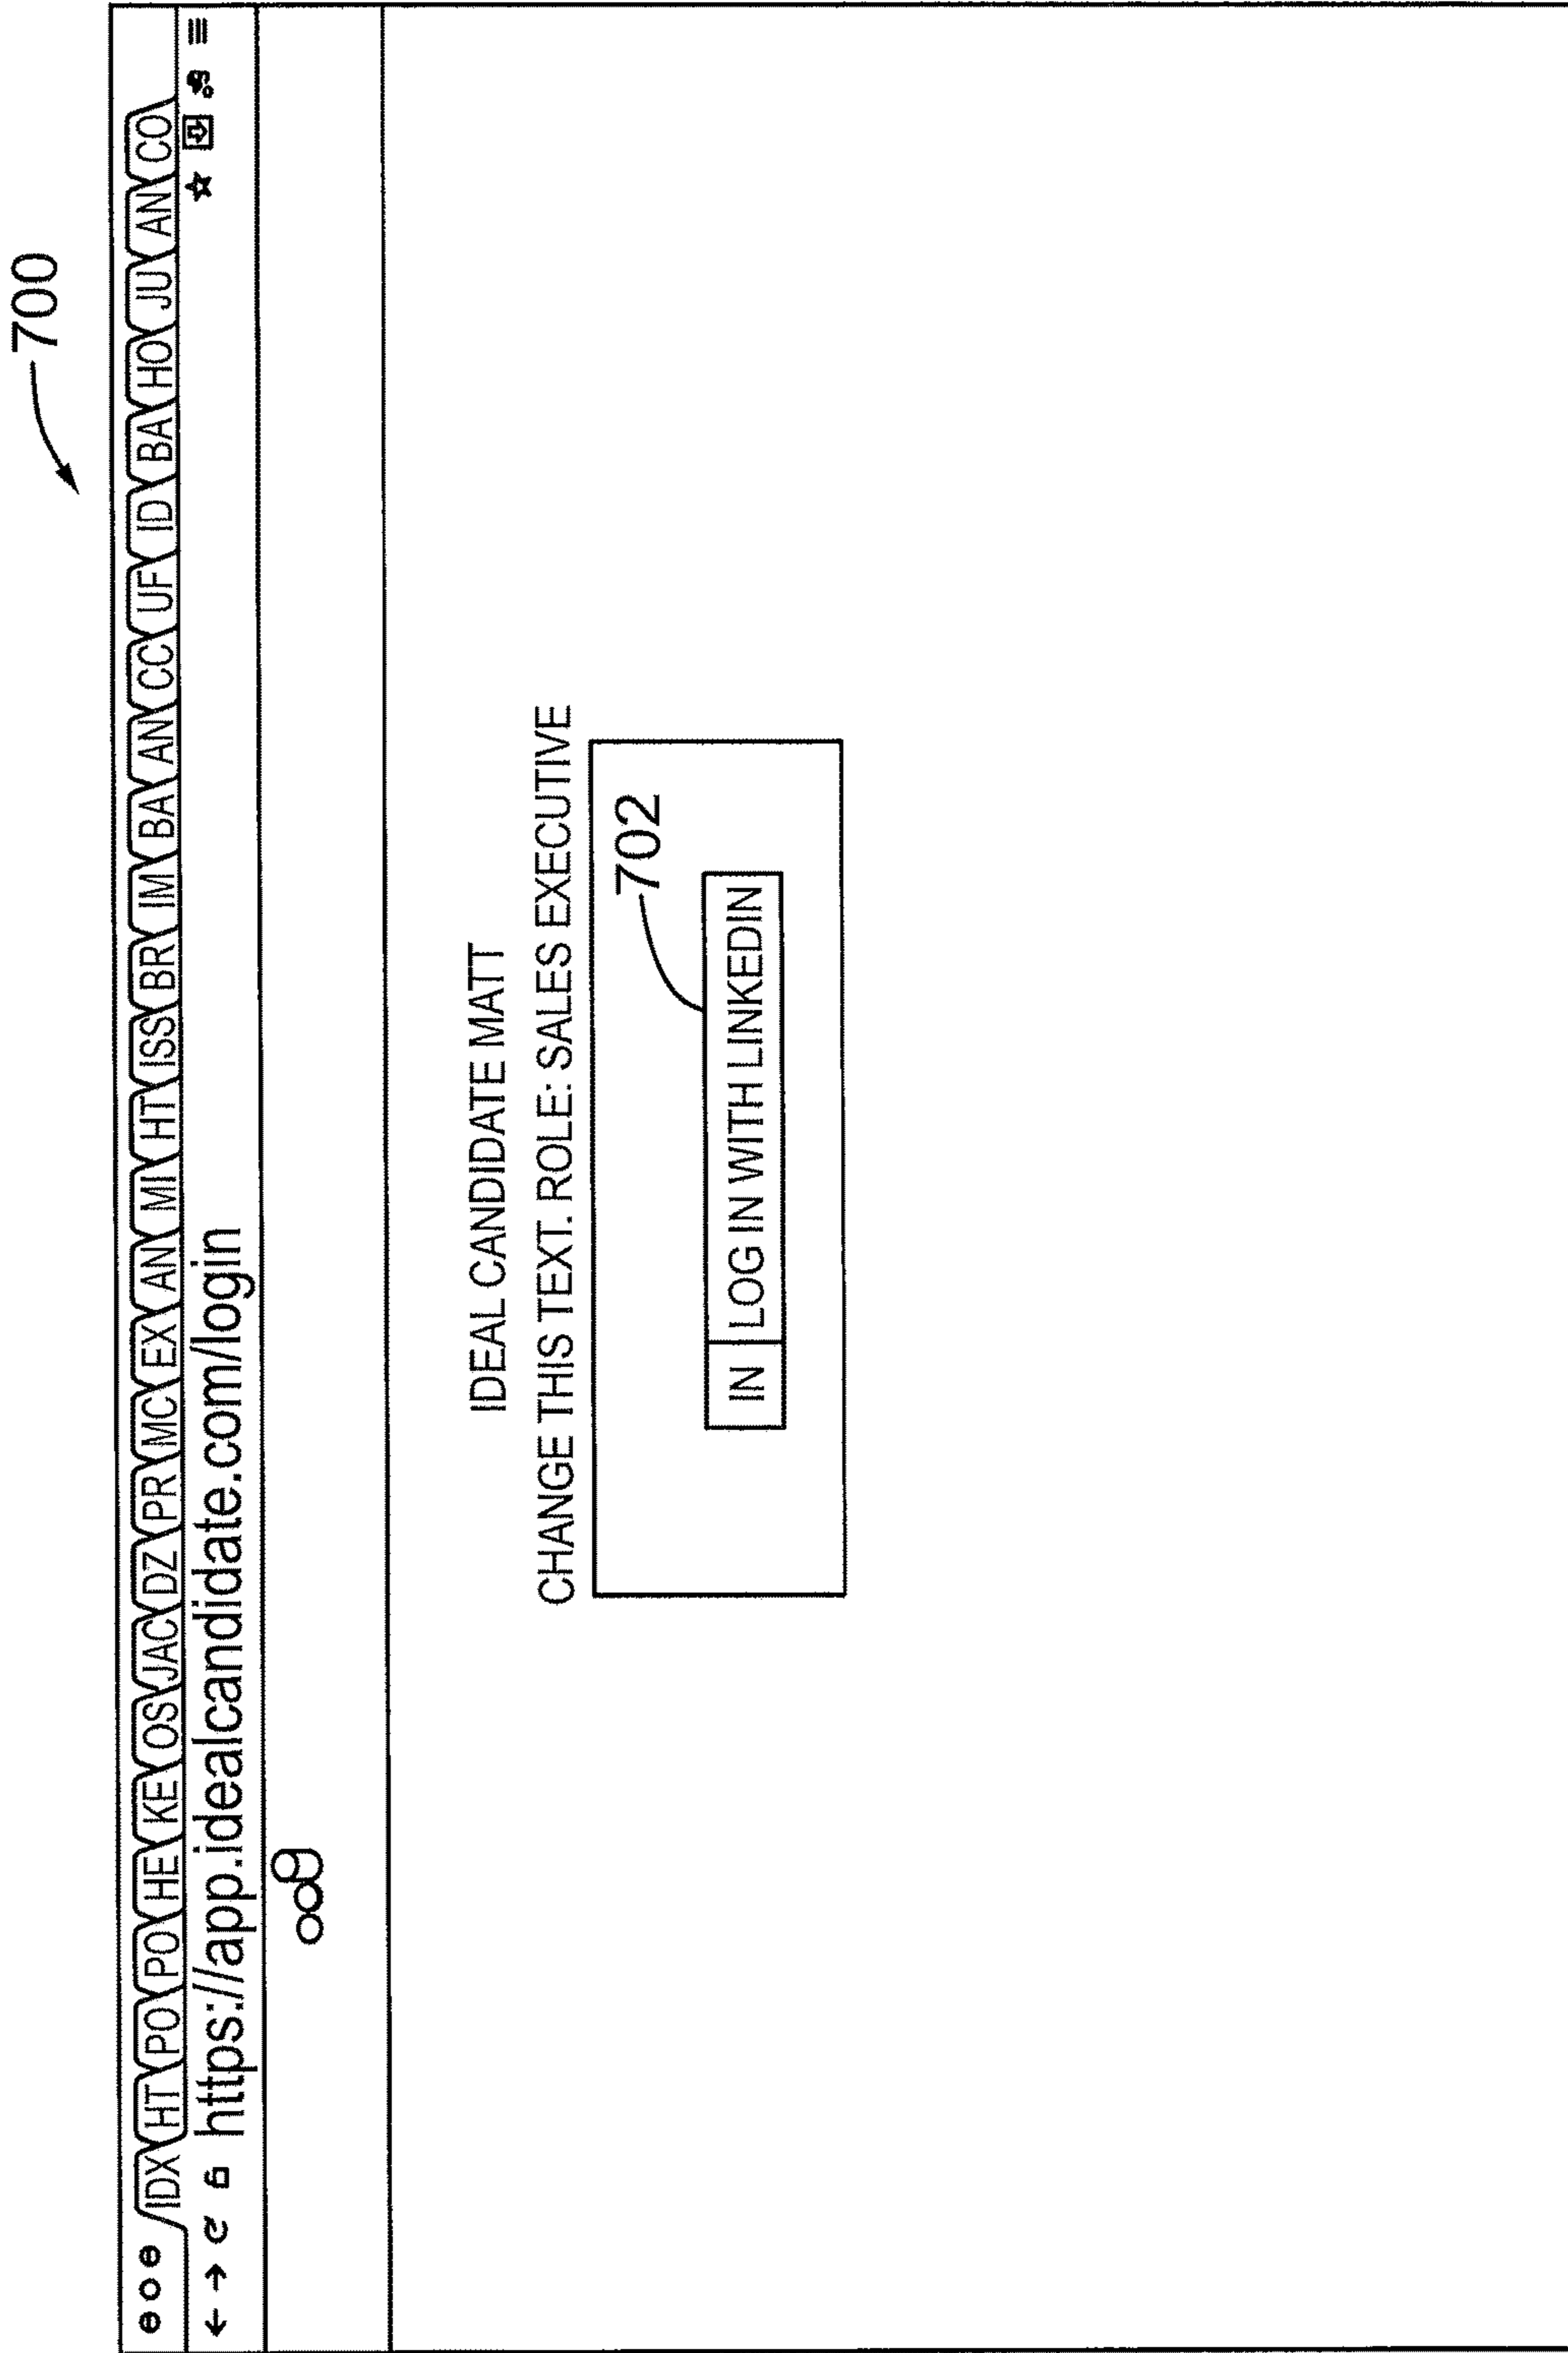 700
IDX HT PO PO HE KE OS JAC DZ PR MC EX AN MI HT ISS BR IM BA AN CC UF ID BA HO JU AN CO
https://app.idealcandidate.com/login
IDEAL CANDIDATE MATT
CHANGE THIS TEXT. ROLE: SALES EXECUTIVE
702
IN LOG IN WITH LINKEDIN